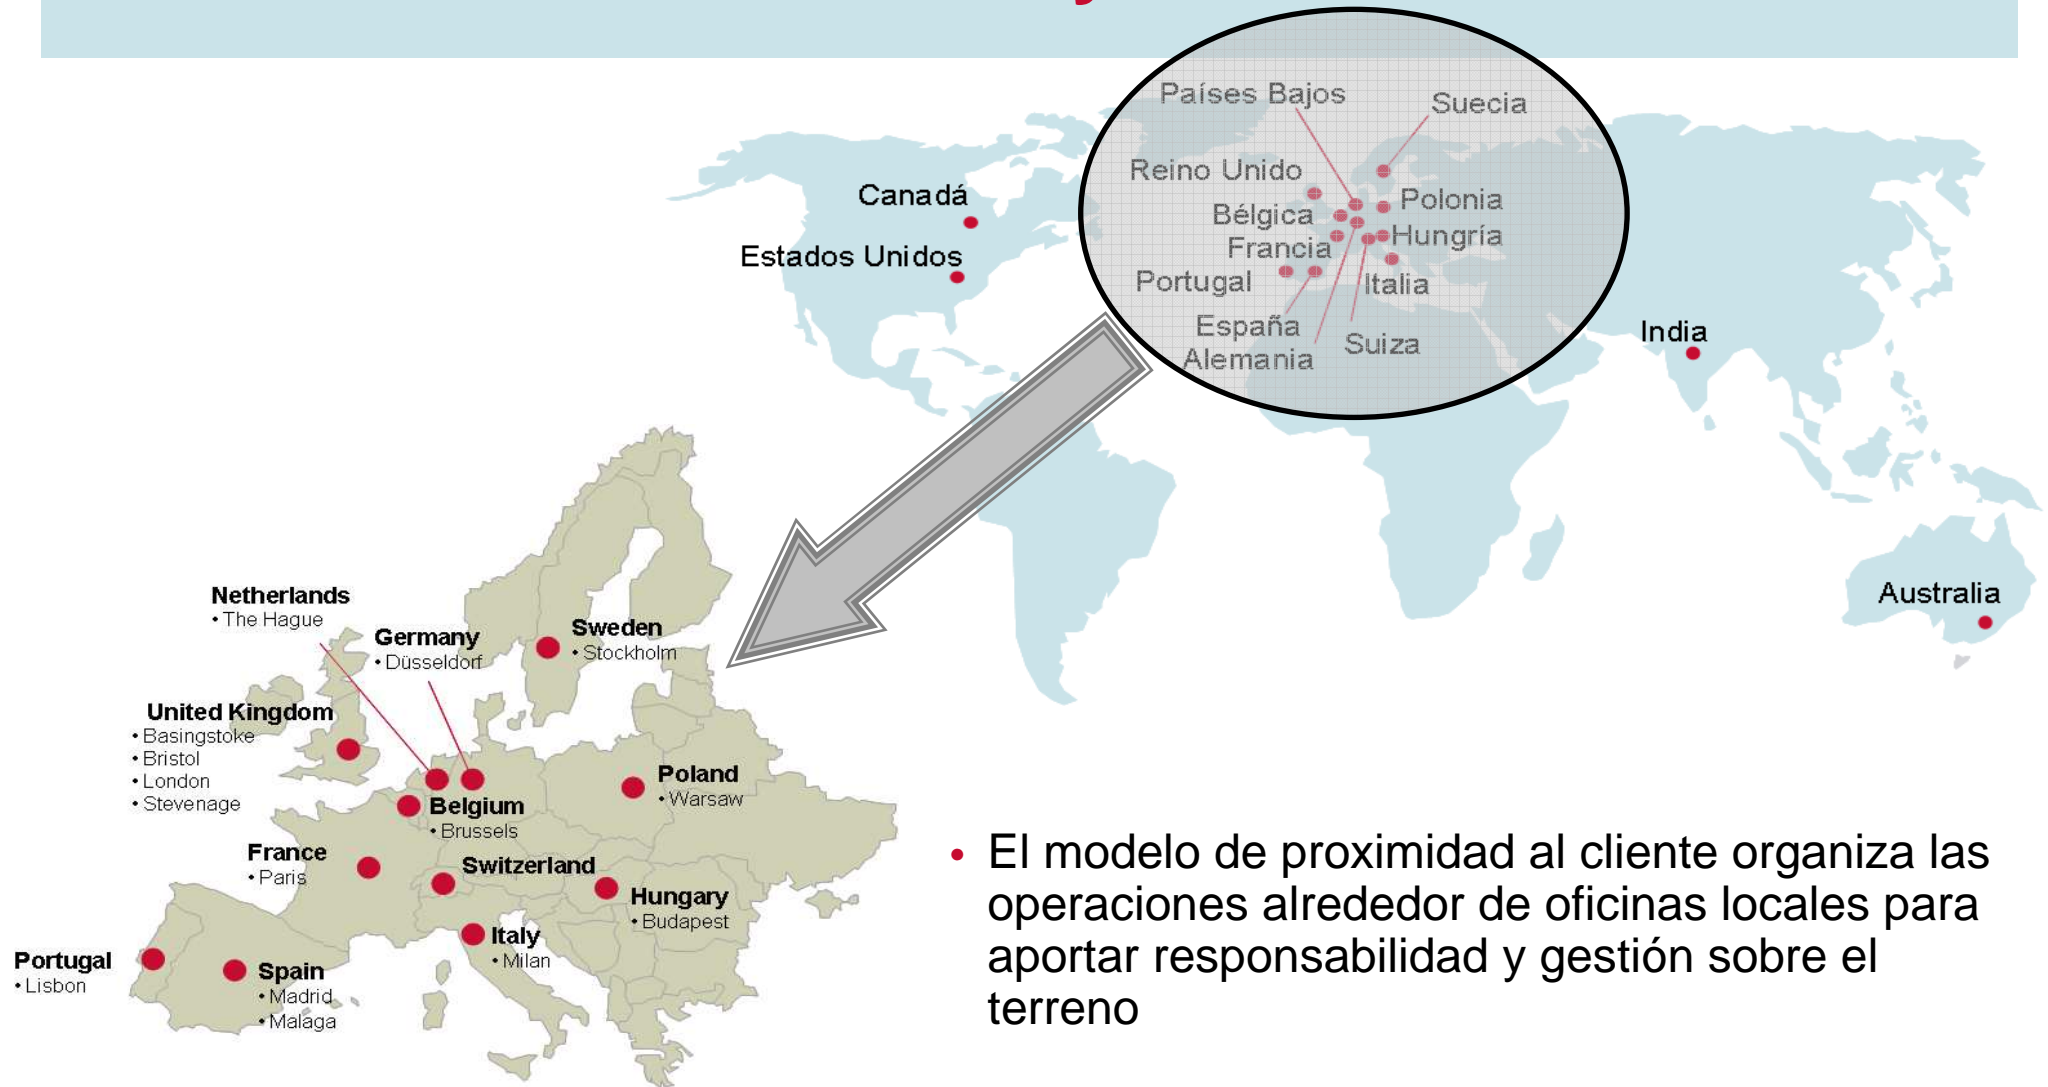 Países Bajos
Suecia
Reino Unido
Canadá
Polonia
Bélgica
Hungría
Francia
Estados Unidos
Portugal
Italia
España
Suiza
Alemania
India
Australia
Netherlands
• The Hague
Germany
• Düsseldorf
Sweden
• Stockholm
United Kingdom
• Basingstoke
• Bristol
• London
• Stevenage
Poland
• Warsaw
Belgium
• Brussels
France
• Paris
Switzerland
Hungary
• Budapest
Italy
• Milan
Portugal
• Lisbon
Spain
• Madrid
• Malaga
• El modelo de proximidad al cliente organiza las
operaciones alrededor de oficinas locales para
aportar responsabilidad y gestión sobre el
terreno